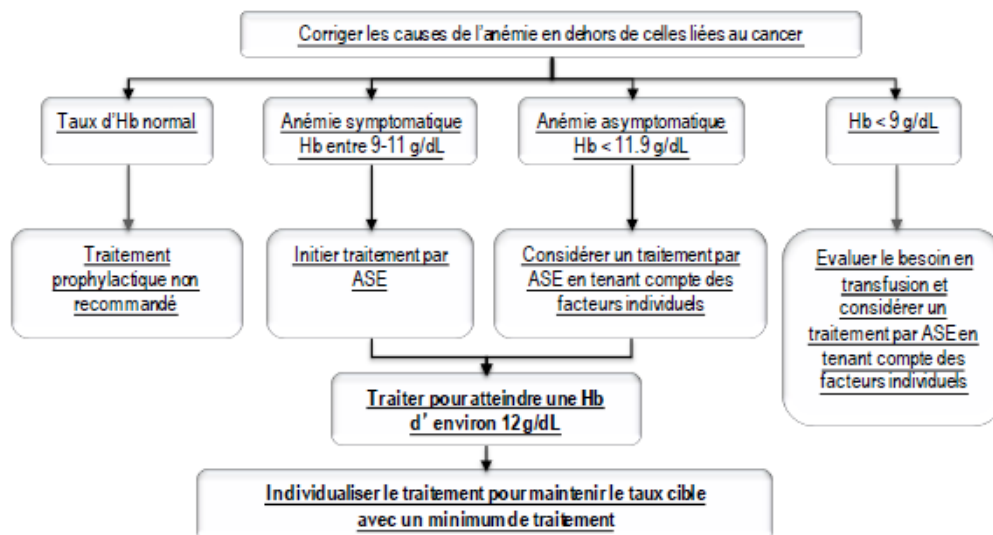 Corriger les causes de l'anémie en dehors de celles liées au cancer
Taux d'Hb normal
Anémie symptomatique
Hb entre 9-11 g/dL
Anémie asymptomatique
Hb < 11.9 g/dL
Hb < 9 g/dL
Traitement
prophylactique non
recommandé
Initier traitement par
ASE
Considérer un traitement par
ASE en tenant compte des
facteurs individuels
Evaluer le besoin en
transfusion et
considérer un
traitement par ASE en
tenant compte des
facteurs individuels
Traiter pour atteindre une Hb
d' environ 12g/dL
Individualiser le traitement pour maintenir le taux cible
avec un minimum de traitement